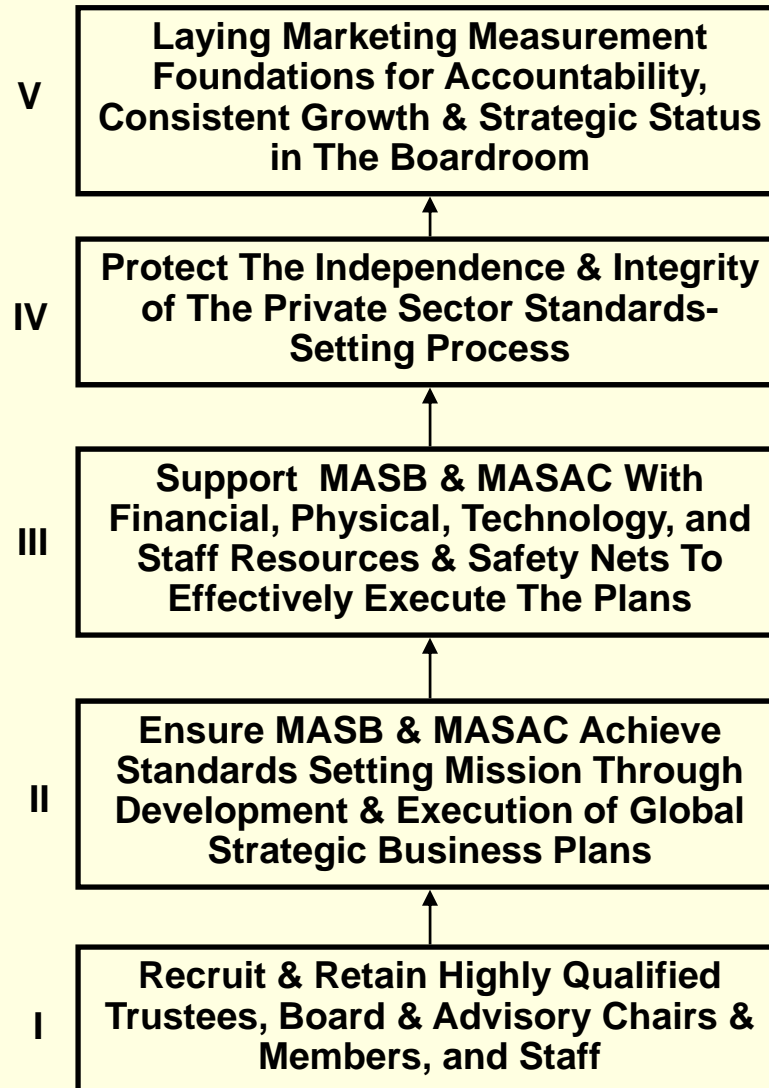 V
Laying Marketing Measurement
Foundations for Accountability,
Consistent Growth & Strategic Status
in The Boardroom
IV
Protect The Independence & Integrity
of The Private Sector Standards-
Setting Process
III
Support MASB & MASAC With
Financial, Physical, Technology, and
Staff Resources & Safety Nets To
Effectively Execute The Plans
II
Ensure MASB & MASAC Achieve
Standards Setting Mission Through
Development & Execution of Global
Strategic Business Plans
I
Recruit & Retain Highly Qualified
Trustees, Board & Advisory Chairs &
Members, and Staff